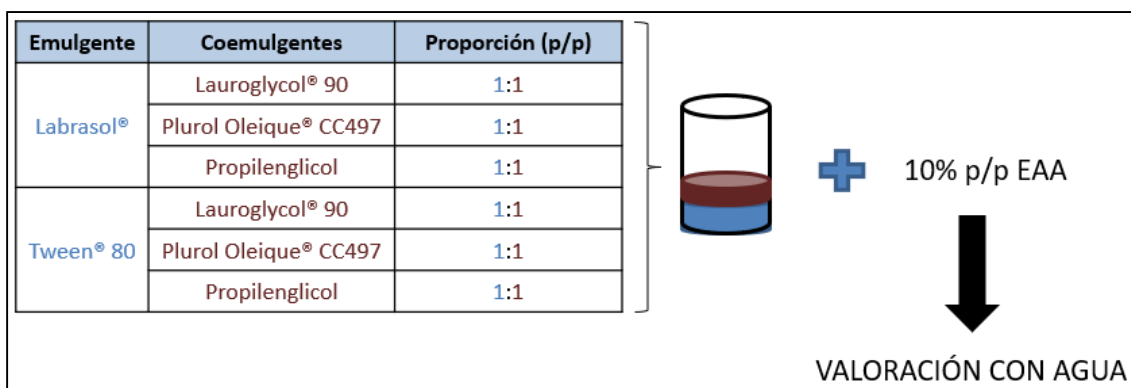 Emulgente Coemulgentes Proporción (p/p)
Labrasol®
Lauroglycol® 90 1:1
Plurol Oleique® CC497 1:1
Propilenglicol 1:1
Tween® 80
Lauroglycol® 90 1:1
Plurol Oleique® CC497 1:1
Propilenglicol 1:1
10% p/p EAA
VALORACIÓN CON AGUA